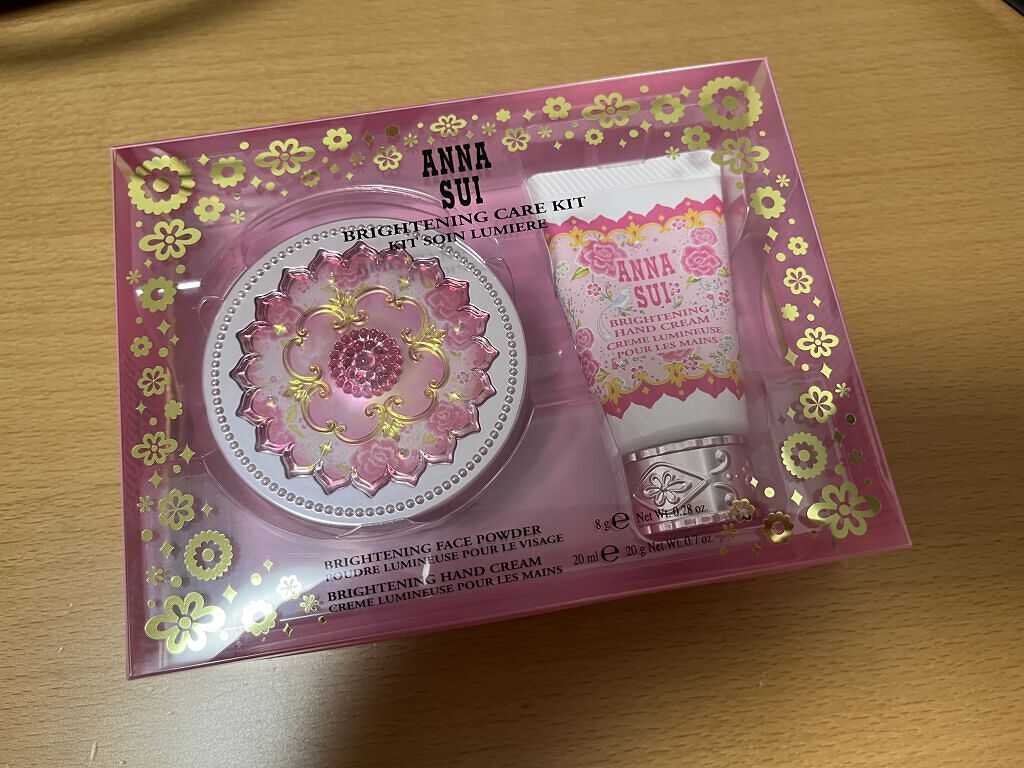 ANNA
SUI
BRIGHTENING CARE KIT
KIT SOIN LUMIERE
ANNA
SUI
BRIGHTENING
HAND CREAM
CREME LUMINEUSE
POUR LES MAINS
BRIGHTENING FACE POWDER 8 g ℮ Net Wt. 0.28 oz.
POUDRE LUMINEUSE POUR LE VISAGE
BRIGHTENING HAND CREAM 20 ml ℮ 20 g Net Wt. 0.7 oz.
CREME LUMINEUSE POUR LES MAINS